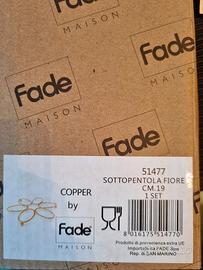 Fade
MAISON
Fade
MAISON
Fade
MAISON
COPPER
by
Fade
MAISON
51477
SOTTOPENTOLA FIORE
CM.19
1 SET
8 016175 514770
Prodotto di provenienza extra UE
Importato da FADE Spa
Rep. di SAN MARINO